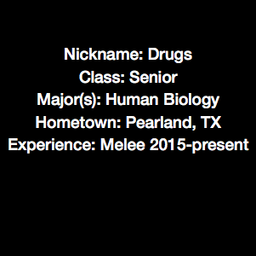 Nickname: Drugs
Class: Senior
Major(s): Human Biology
Hometown: Pearland, TX
Experience: Melee 2015-present